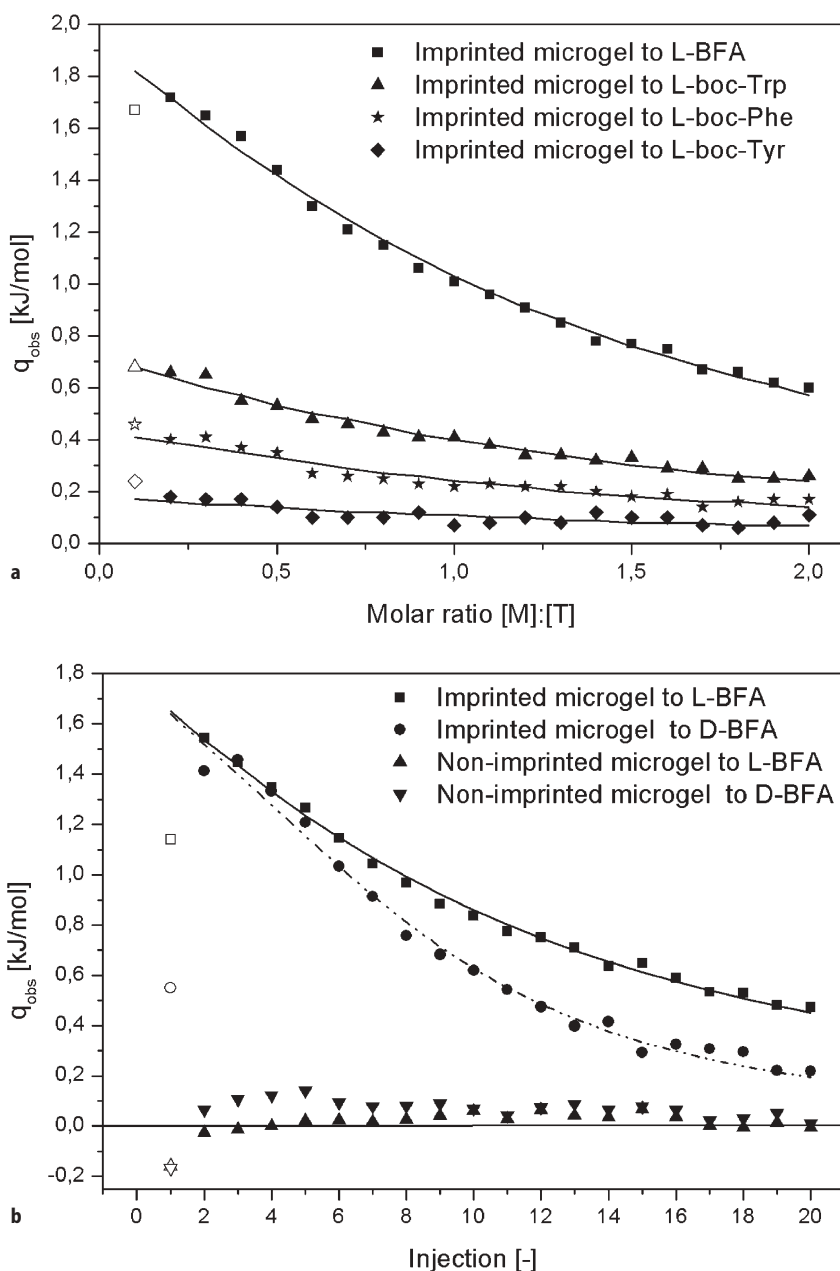 2,0
1,8
1,6
1,4
1,2
1,0
0,8
0,6
0,4
0,2
0,0
q_obs [kJ/mol]
Imprinted microgel to L-BFA
Imprinted microgel to L-boc-Trp
Imprinted microgel to L-boc-Phe
Imprinted microgel to L-boc-Tyr
0,0 0,5 1,0 1,5 2,0
a
Molar ratio [M]:[T]
1,8
1,6
1,4
1,2
1,0
0,8
0,6
0,4
0,2
0,0
-0,2
q_obs [kJ/mol]
Imprinted microgel to L-BFA
Imprinted microgel to D-BFA
Non-imprinted microgel to L-BFA
Non-imprinted microgel to D-BFA
0 2 4 6 8 10 12 14 16 18 20
b
Injection [-]